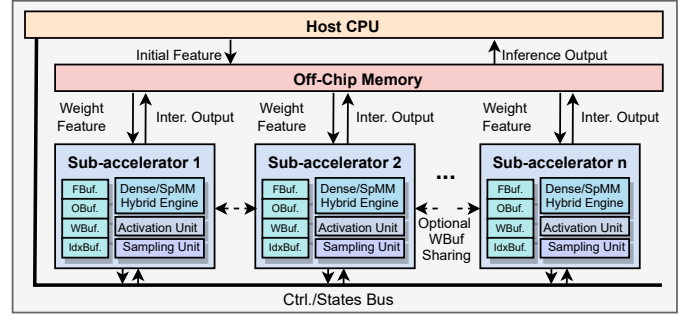 Host CPU
Initial Feature
Inference Output
Off-Chip Memory
Weight
Feature
Inter. Output
Weight
Feature
Inter. Output
Weight
Feature
Inter. Output
Sub-accelerator 1
FBuf.
OBuf.
WBuf.
IdxBuf.
Dense/SpMM
Hybrid Engine
Activation Unit
Sampling Unit
Sub-accelerator 2
FBuf.
OBuf.
WBuf.
IdxBuf.
Dense/SpMM
Hybrid Engine
Activation Unit
Sampling Unit
...
Optional
WBuf
Sharing
Sub-accelerator n
FBuf.
OBuf.
WBuf.
IdxBuf.
Dense/SpMM
Hybrid Engine
Activation Unit
Sampling Unit
Ctrl./States Bus